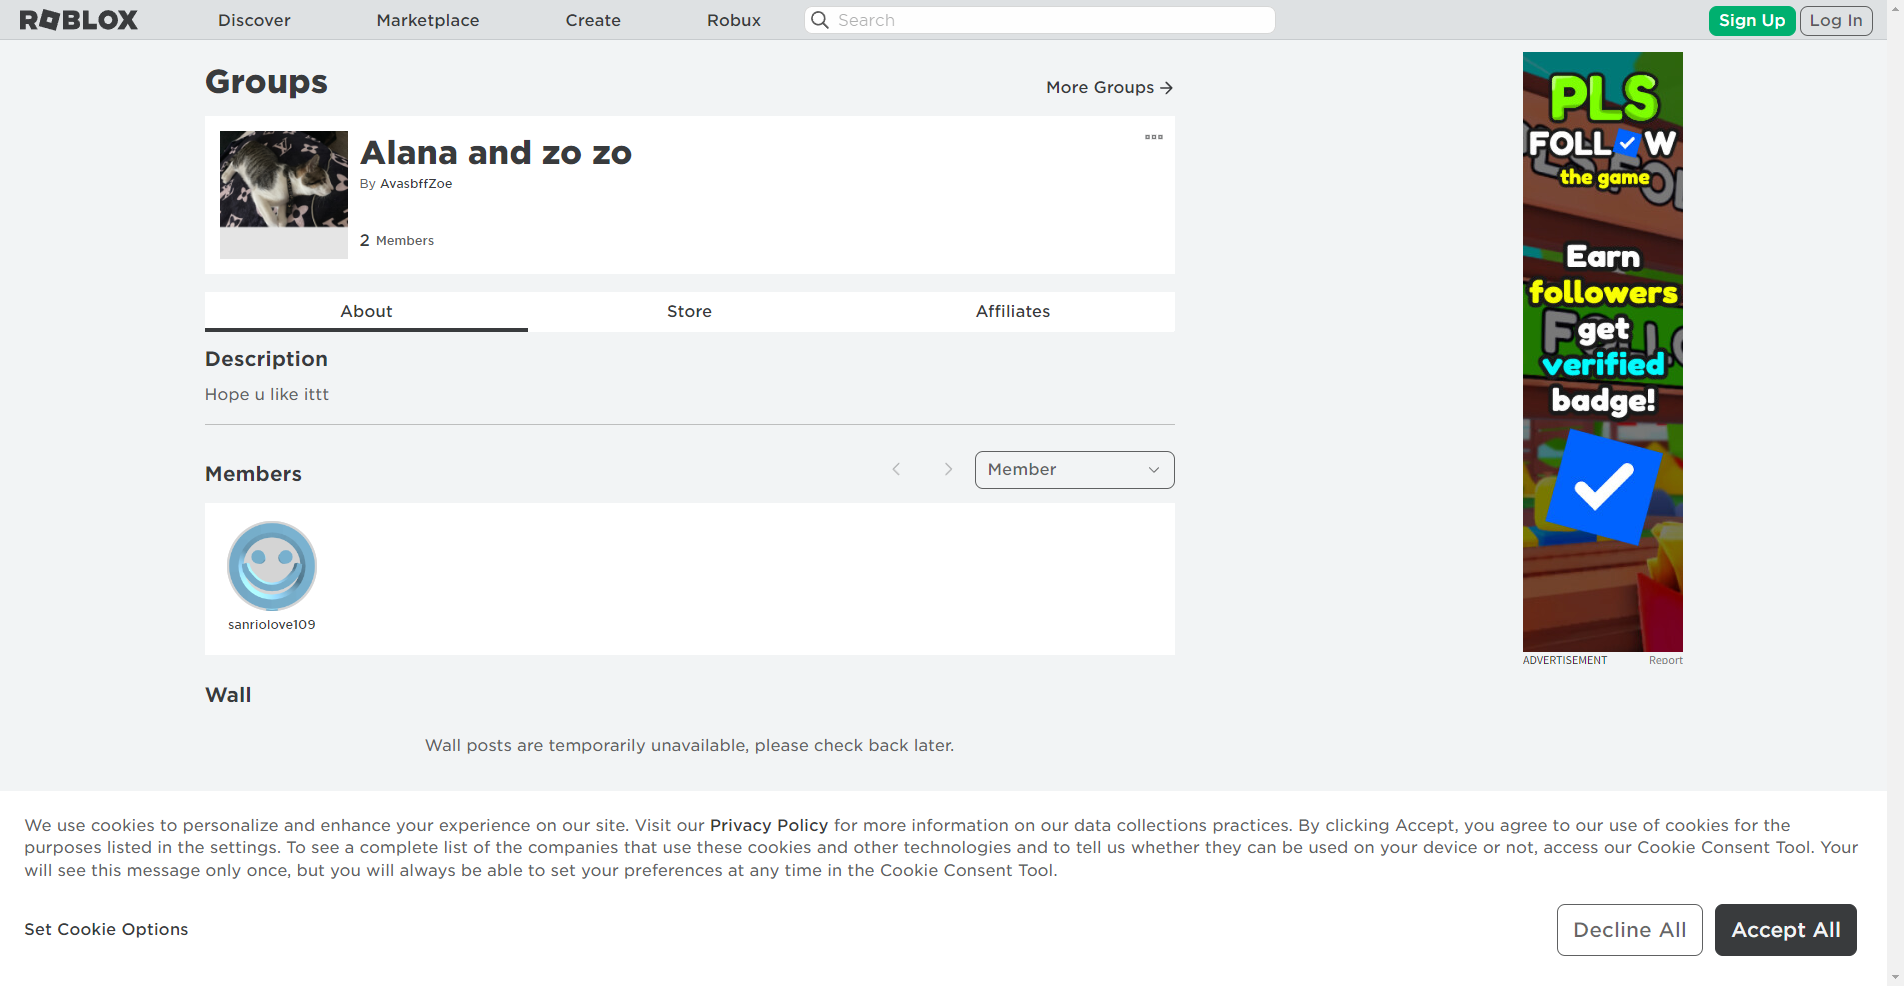 ROBLOX
Discover
Marketplace
Create
Robux
Search
Sign Up
Log In
Groups
More Groups
Alana and zo zo
By AvasbffZoe
2 Members
About
Store
Affiliates
Description
Hope u like ittt
Members
Member
sanriolove109
Wall
Wall posts are temporarily unavailable, please check back later.
PLS
FOLLOW
the game
Earn
followers
get
verified
badge!
ADVERTISEMENT
Report
We use cookies to personalize and enhance your experience on our site. Visit our Privacy Policy for more information on our data collections practices. By clicking Accept, you agree to our use of cookies for the
purposes listed in the settings. To see a complete list of the companies that use these cookies and other technologies and to tell us whether they can be used on your device or not, access our Cookie Consent Tool. Your
will see this message only once, but you will always be able to set your preferences at any time in the Cookie Consent Tool.
Set Cookie Options
Decline All
Accept All